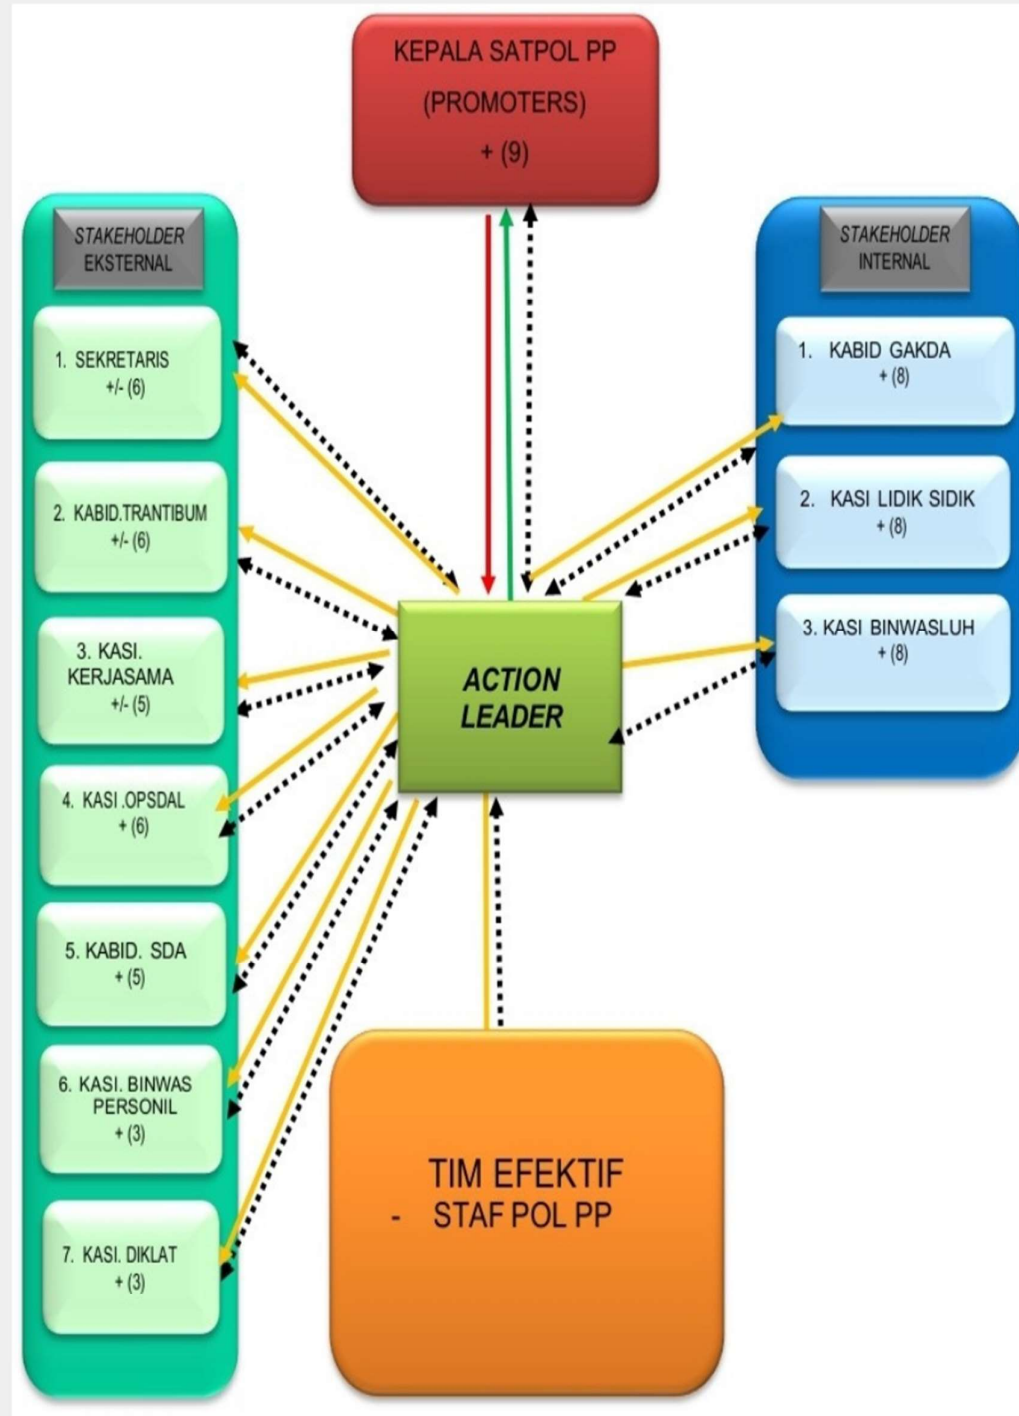 KEPALA SATPOL PP
(PROMOTERS)
+ (9)
STAKEHOLDER
EKSTERNAL
1. SEKRETARIS
+/- (6)
2. KABID.TRANTIBUM
+/- (6)
3. KASI.
KERJASAMA
+/- (5)
4. KASI .OPSDAL
+ (6)
5. KABID. SDA
+ (5)
6. KASI. BINWAS
PERSONIL
+ (3)
7. KASI. DIKLAT
+ (3)
ACTION
LEADER
STAKEHOLDER
INTERNAL
1. KABID GAKDA
+ (8)
2. KASI LIDIK SIDIK
+ (8)
3. KASI BINWASLUH
+ (8)
TIM EFEKTIF
- STAF POL PP